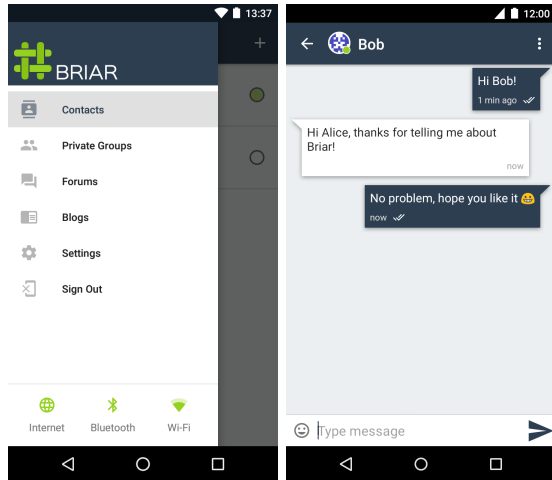 13:37
BRIAR
Contacts
Private Groups
Forums
Blogs
Settings
Sign Out
Internet
Bluetooth
Wi-Fi
12:00
Bob
Hi Bob!
1 min ago
Hi Alice, thanks for telling me about
Briar!
now
No problem, hope you like it 😀
now
Type message